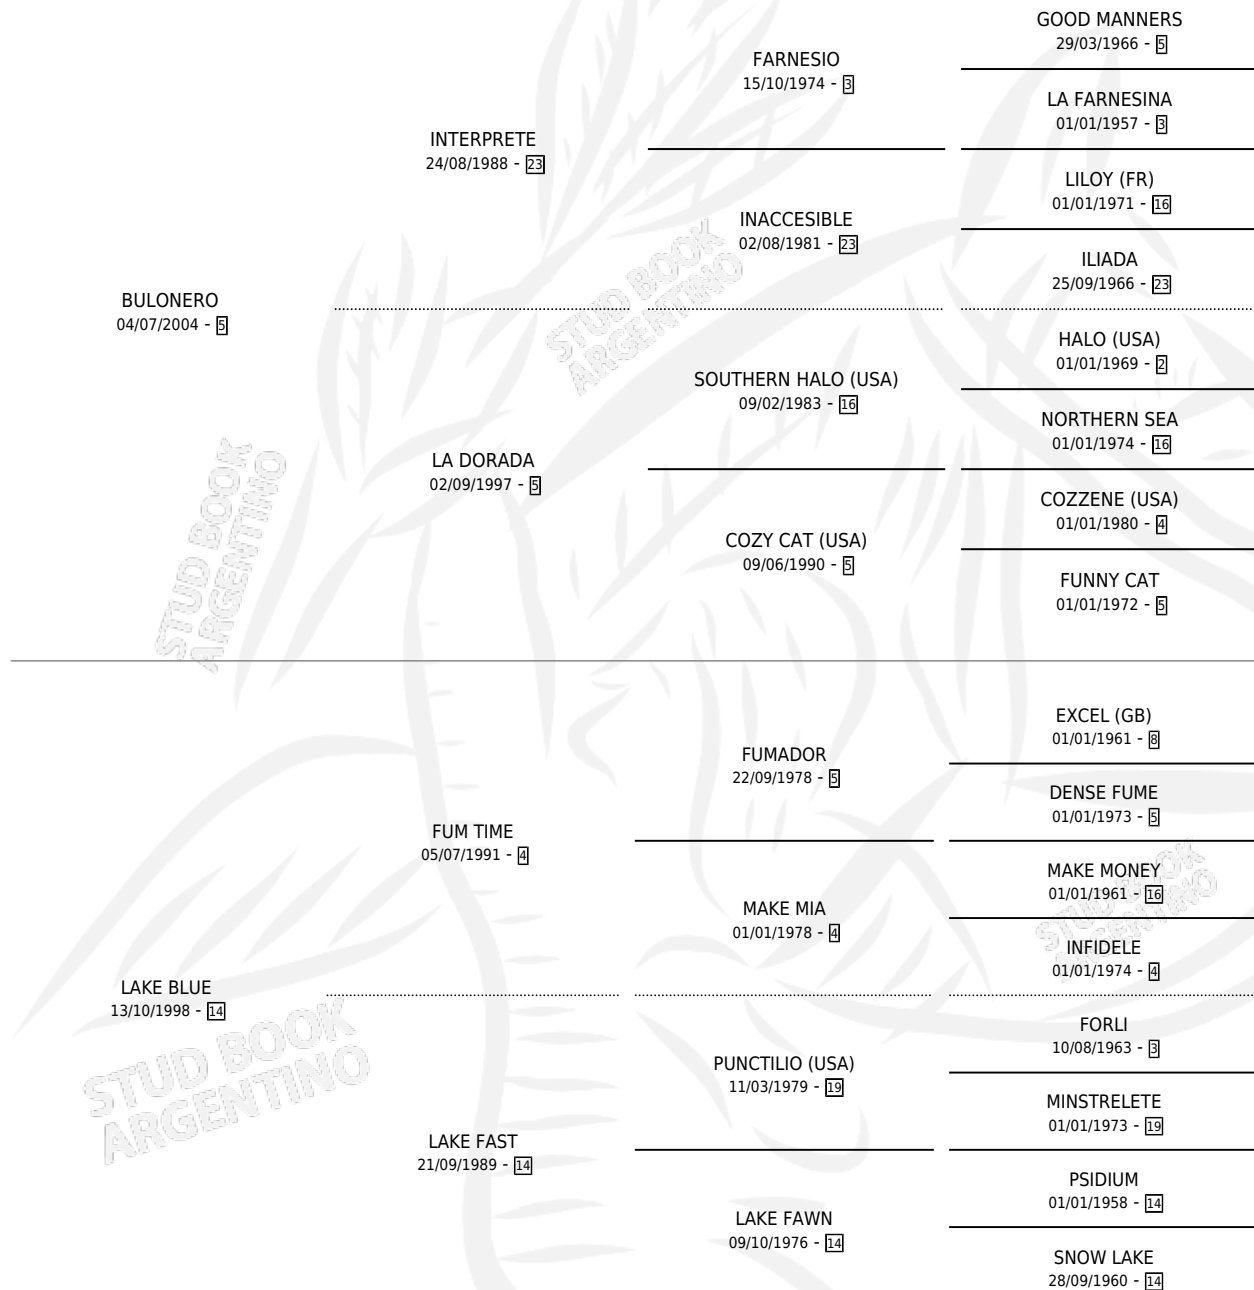 GOOD MANNERS
29/03/1966 - 5
FARNESIO
15/10/1974 - 3
LA FARNESINA
01/01/1957 - 3
INTERPRETE
24/08/1988 - 23
LILOY (FR)
01/01/1971 - 16
INACCESIBLE
02/08/1981 - 23
ILIADA
25/09/1966 - 23
BULONERO
04/07/2004 - 5
HALO (USA)
01/01/1969 - 2
SOUTHERN HALO (USA)
09/02/1983 - 16
NORTHERN SEA
01/01/1974 - 16
LA DORADA
02/09/1997 - 5
COZZENE (USA)
01/01/1980 - 4
COZY CAT (USA)
09/06/1990 - 5
FUNNY CAT
01/01/1972 - 5
EXCEL (GB)
01/01/1961 - 8
FUMADOR
22/09/1978 - 5
DENSE FUME
01/01/1973 - 5
FUM TIME
05/07/1991 - 4
MAKE MONEY
01/01/1961 - 16
MAKE MIA
01/01/1978 - 4
INFIDELE
01/01/1974 - 4
LAKE BLUE
13/10/1998 - 14
FORLI
10/08/1963 - 3
PUNCTILIO (USA)
11/03/1979 - 19
MINSTRELETE
01/01/1973 - 19
LAKE FAST
21/09/1989 - 14
PSIDIUM
01/01/1958 - 14
LAKE FAWN
09/10/1976 - 14
SNOW LAKE
28/09/1960 - 14
STUD BOOK
ARGENTINO
STUD BOOK
ARGENTINO
STUD BOOK
ARGENTINO
STUD BOOK
ARGENTINO